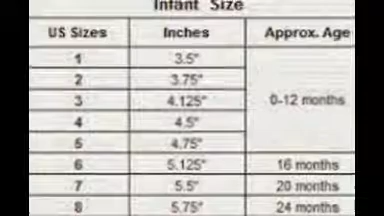 Infant Size
US Sizes Inches Approx. Age
1 3.5"
2 3.75"
3 4.125" 0-12 months
4 4.5"
5 4.75"
6 5.125" 16 months
7 5.5" 20 months
8 5.75" 24 months